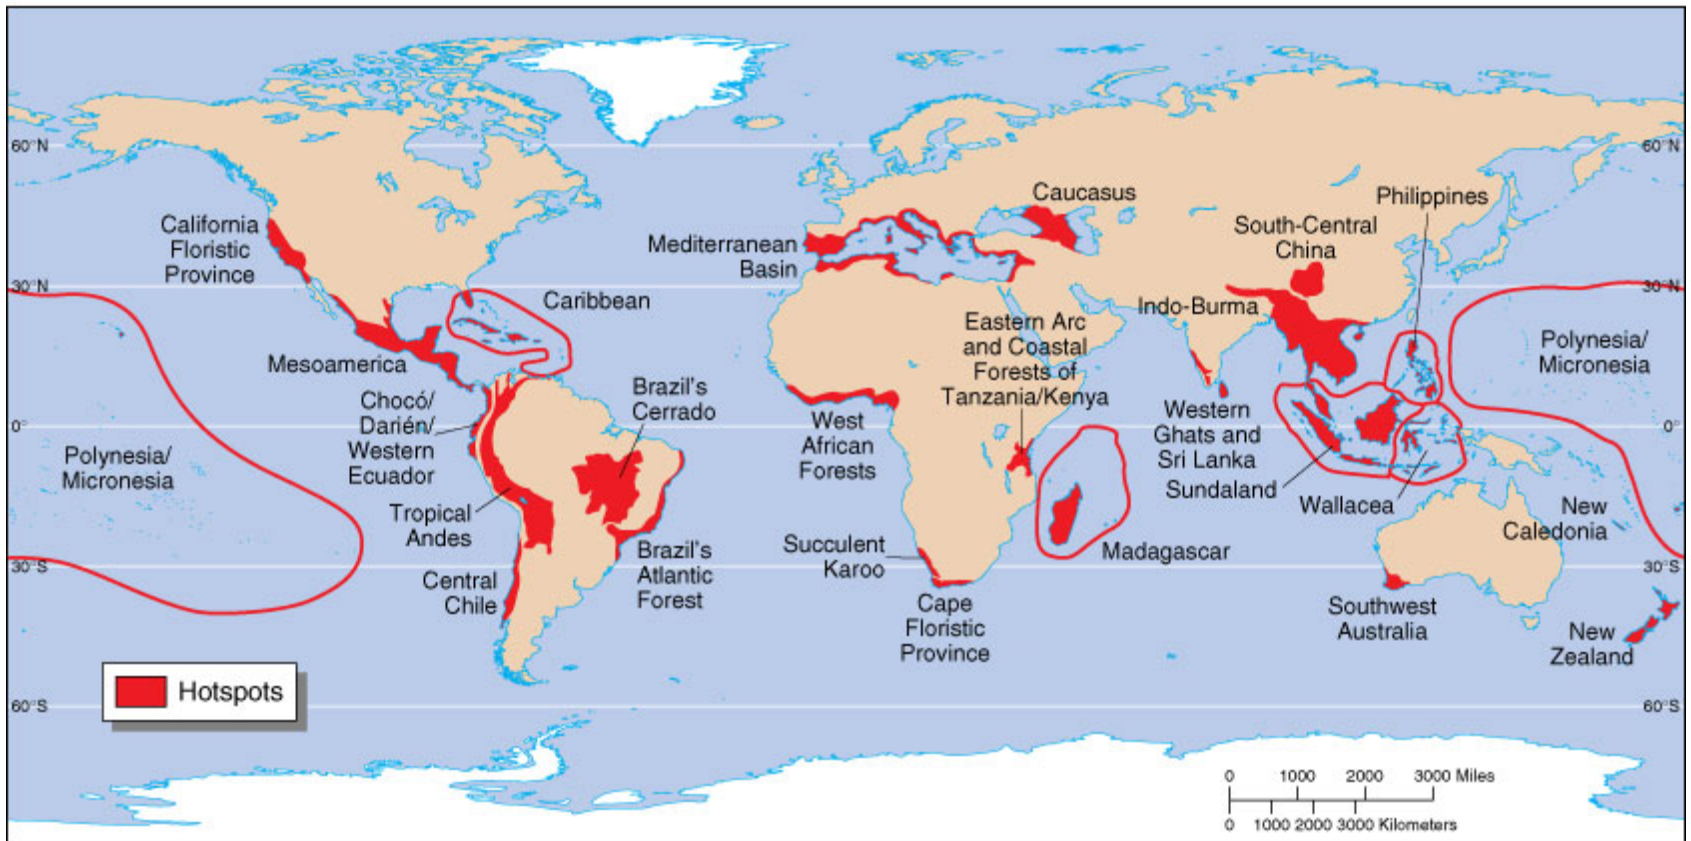 60°N
60°N
Caucasus
Philippines
California
Floristic
Province
South-Central
China
Mediterranean
Basin
30°N
30°N
Caribbean
Indo-Burma
Eastern Arc
and Coastal
Forests of
Tanzania/Kenya
Polynesia/
Micronesia
Mesoamerica
Brazil's
Cerrado
Chocó/
Darién/
Western
Ecuador
West
African
Forests
Western
Ghats and
Sri Lanka
0°
0°
Polynesia/
Micronesia
Sundaland
Wallacea
New
Caledonia
Tropical
Andes
Succulent
Karoo
Madagascar
Brazil's
Atlantic
Forest
30°S
30°S
Central
Chile
Cape
Floristic
Province
Southwest
Australia
New
Zealand
Hotspots
60°S
60°S
0 1000 2000 3000 Miles
0 1000 2000 3000 Kilometers